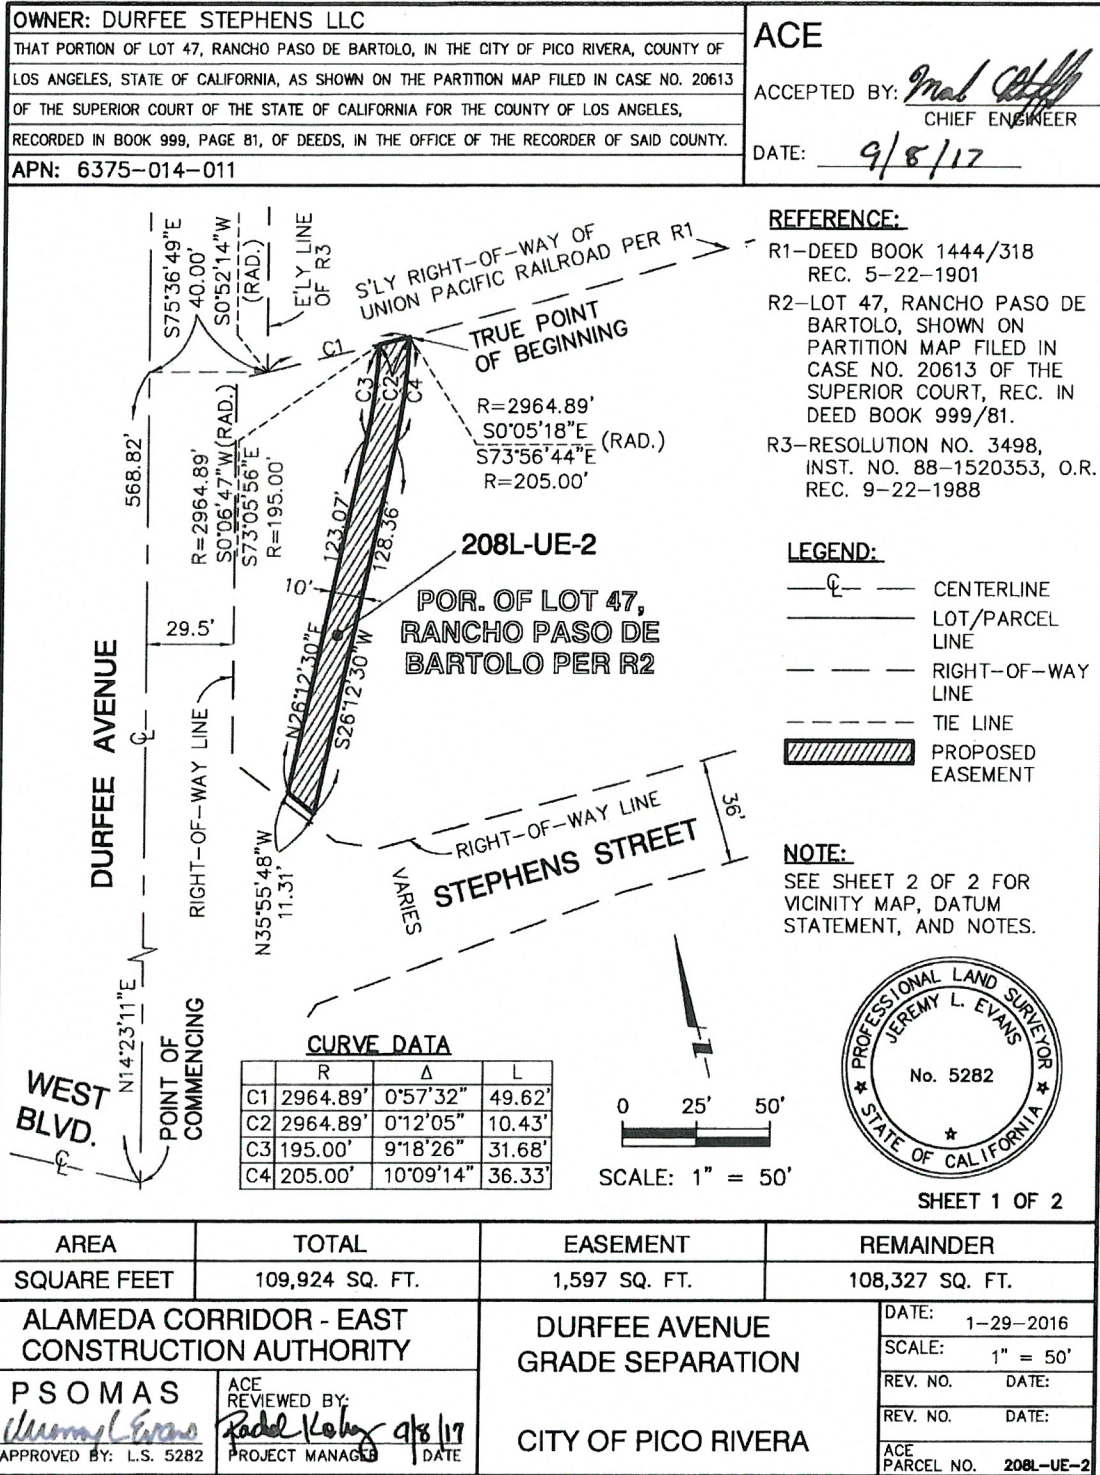 OWNER: DURFEE STEPHENS LLC
THAT PORTION OF LOT 47, RANCHO PASO DE BARTOLO, IN THE CITY OF PICO RIVERA, COUNTY OF
LOS ANGELES, STATE OF CALIFORNIA, AS SHOWN ON THE PARTITION MAP FILED IN CASE NO. 20613
OF THE SUPERIOR COURT OF THE STATE OF CALIFORNIA FOR THE COUNTY OF LOS ANGELES,
RECORDED IN BOOK 999, PAGE 81, OF DEEDS, IN THE OFFICE OF THE RECORDER OF SAID COUNTY.
APN: 6375-014-011
ACE
ACCEPTED BY:
CHIEF ENGINEER
DATE: 9/8/17
S75°36'49"E
40.00'
S0°52'14"W
(RAD.)
E'LY LINE
OF R3
S'LY RIGHT-OF-WAY OF
UNION PACIFIC RAILROAD PER R1
TRUE POINT
OF BEGINNING
C1
C3
C2
C4
R=2964.89'
S0°05'18"E
(RAD.)
S73°56'44"E
R=205.00'
568.82'
R=2964.89'
S0°06'47"W(RAD.)
S73°05'56"E
R=195.00'
123.07'
128.36'
208L-UE-2
10'
POR. OF LOT 47,
RANCHO PASO DE
BARTOLO PER R2
29.5'
N26°12'30"E
S26°12'30"W
DURFEE AVENUE
RIGHT-OF-WAY LINE
N35°55'48"W
11.31'
RIGHT-OF-WAY LINE
STEPHENS STREET
VARIES
36'
N14°23'11"E
POINT OF
COMMENCING
WEST
BLVD.
REFERENCE:
R1-DEED BOOK 1444/318
REC. 5-22-1901
R2-LOT 47, RANCHO PASO DE
BARTOLO, SHOWN ON
PARTITION MAP FILED IN
CASE NO. 20613 OF THE
SUPERIOR COURT, REC. IN
DEED BOOK 999/81.
R3-RESOLUTION NO. 3498,
INST. NO. 88-1520353, O.R.
REC. 9-22-1988
LEGEND:
CENTERLINE
LOT/PARCEL
LINE
RIGHT-OF-WAY
LINE
TIE LINE
PROPOSED
EASEMENT
NOTE:
SEE SHEET 2 OF 2 FOR
VICINITY MAP, DATUM
STATEMENT, AND NOTES.
CURVE DATA
R Δ L
C1 2964.89' 0°57'32" 49.62'
C2 2964.89' 0°12'05" 10.43'
C3 195.00' 9°18'26" 31.68'
C4 205.00' 10°09'14" 36.33'
0 25' 50'
SCALE: 1" = 50'
PROFESSIONAL LAND SURVEYOR
JEREMY L. EVANS
No. 5282
STATE OF CALIFORNIA
SHEET 1 OF 2
AREA TOTAL EASEMENT REMAINDER
SQUARE FEET 109,924 SQ. FT. 1,597 SQ. FT. 108,327 SQ. FT.
ALAMEDA CORRIDOR - EAST
CONSTRUCTION AUTHORITY
PSOMAS
Jeremy L Evans
APPROVED BY: L.S. 5282
ACE
REVIEWED BY:
9/8/17
PROJECT MANAGER DATE
DURFEE AVENUE
GRADE SEPARATION
CITY OF PICO RIVERA
DATE: 1-29-2016
SCALE: 1" = 50'
REV. NO. DATE:
REV. NO. DATE:
ACE
PARCEL NO. 208L-UE-2